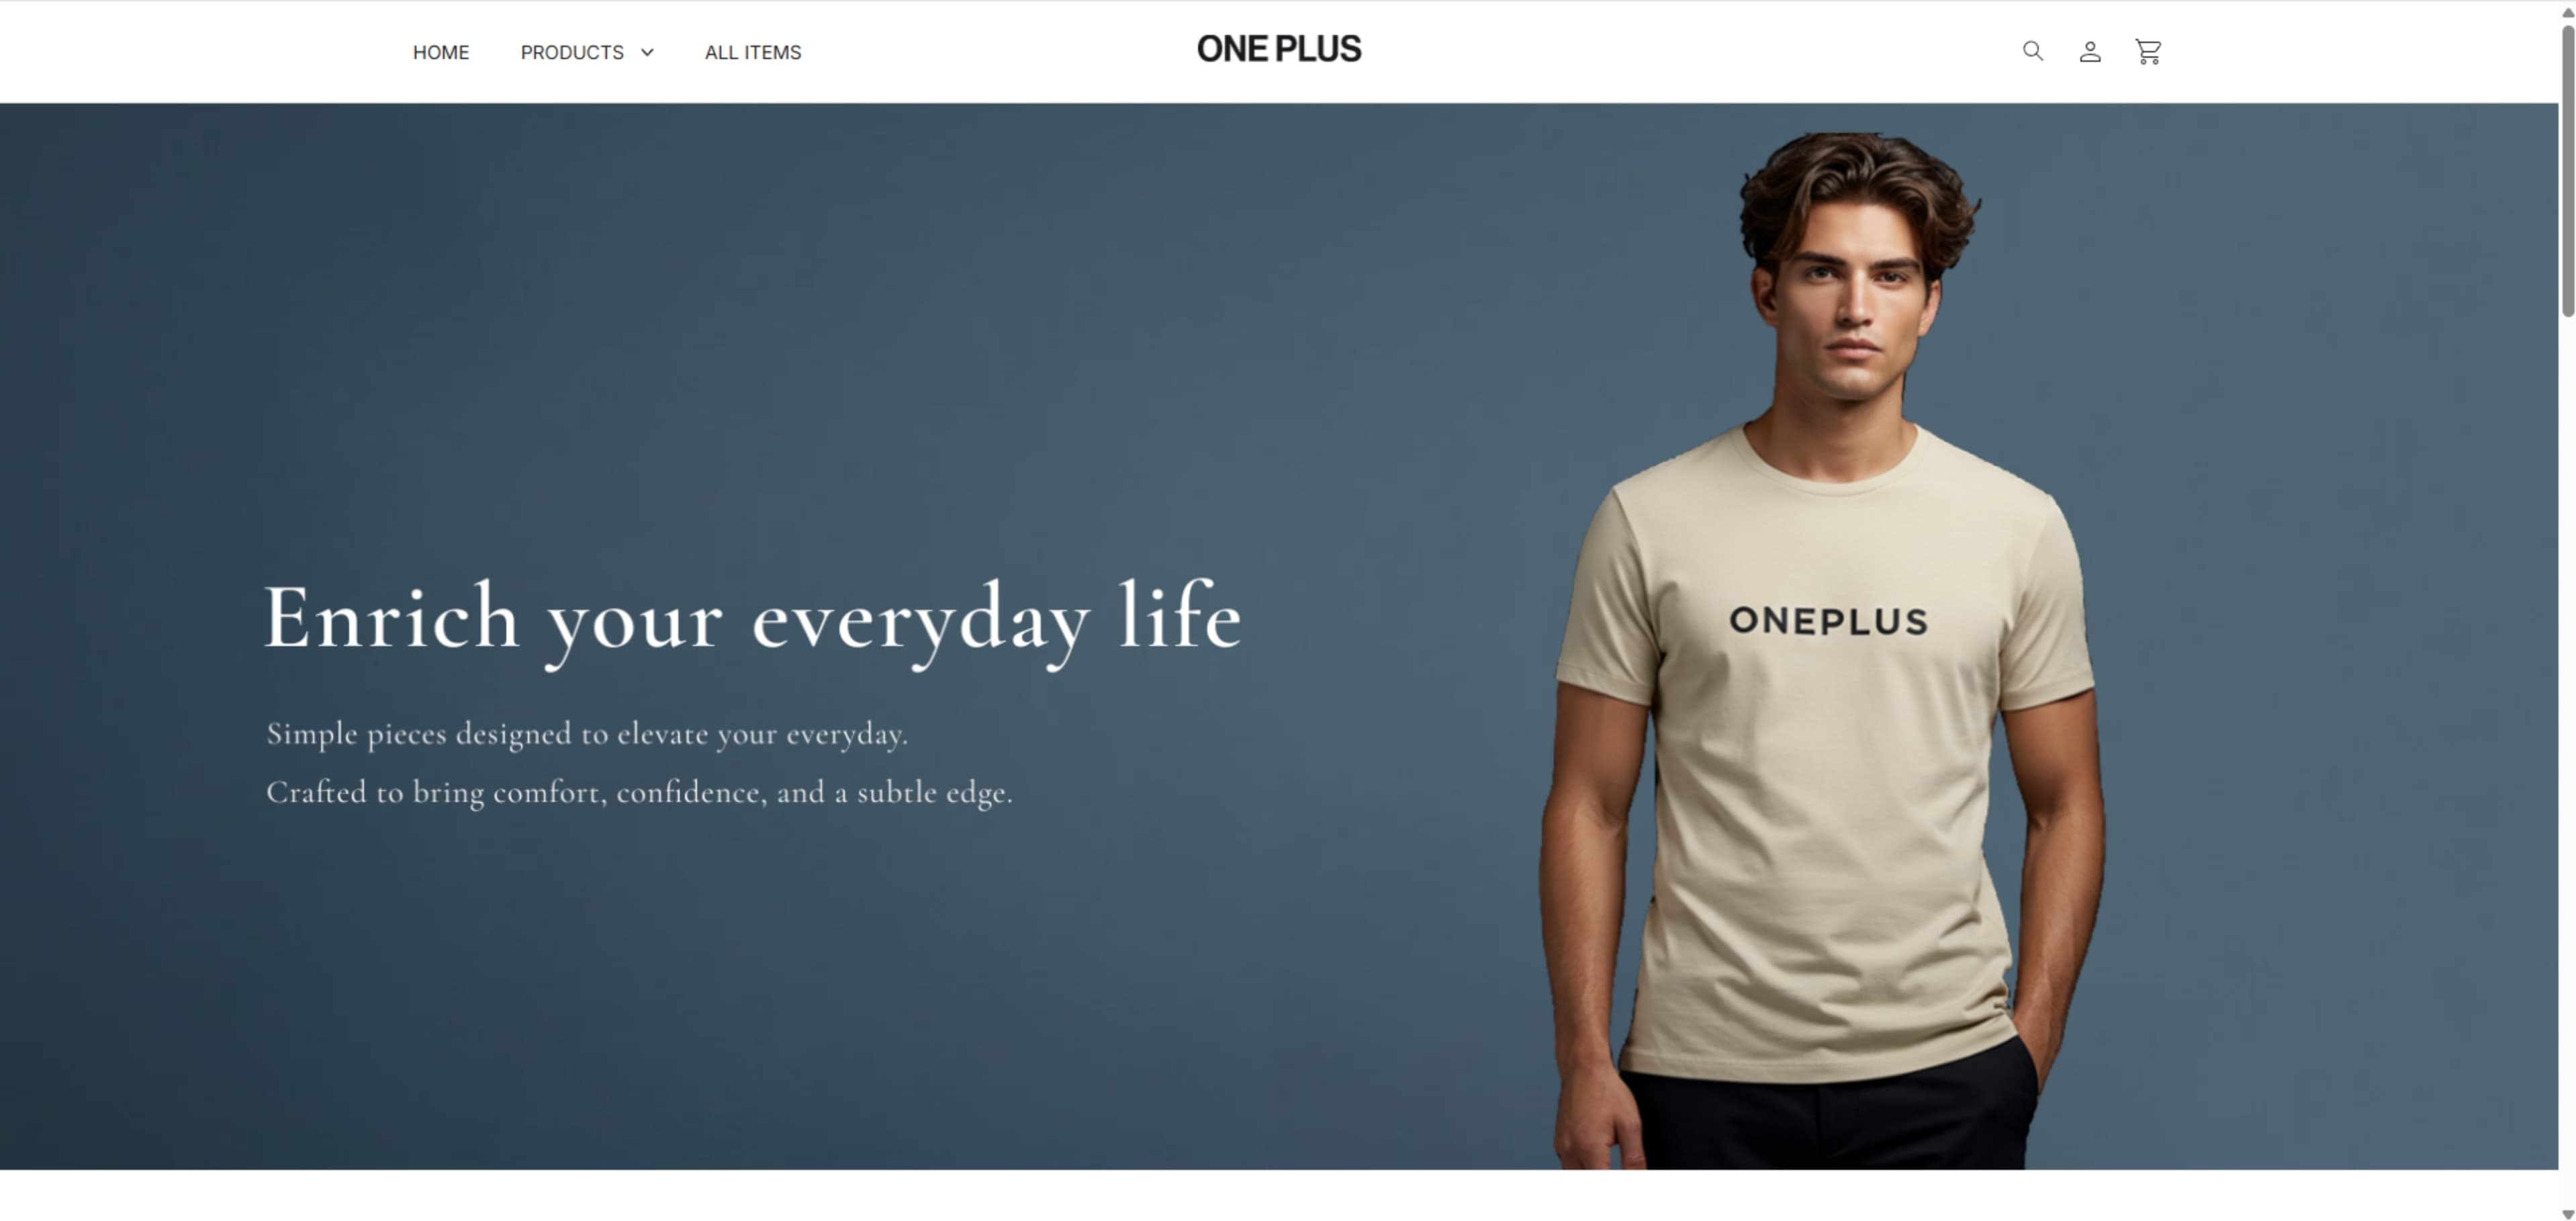 HOME PRODUCTS ALL ITEMS
ONE PLUS
Enrich your everyday life
Simple pieces designed to elevate your everyday.
Crafted to bring comfort, confidence, and a subtle edge.
ONEPLUS